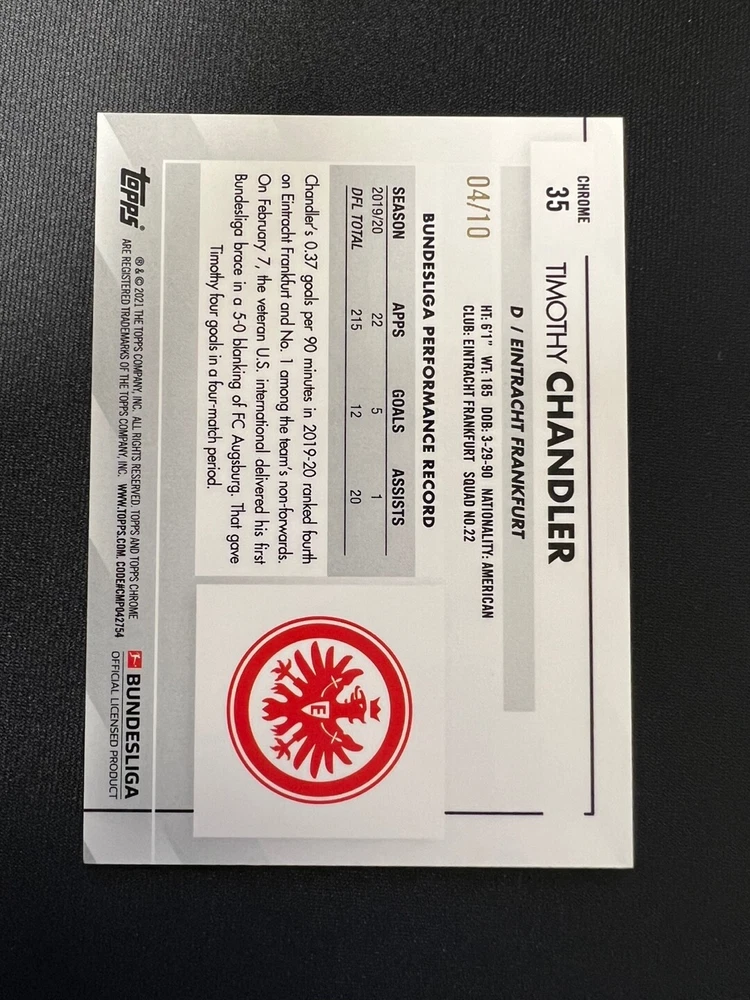 CHROME
35
TIMOTHY CHANDLER
D / EINTRACHT FRANKFURT
04/10
HT: 6'1" WT: 185 DOB: 3-29-90 NATIONALITY: AMERICAN
CLUB: EINTRACHT FRANKFURT SQUAD NO.22
BUNDESLIGA PERFORMANCE RECORD
SEASON APPS GOALS ASSISTS
2019/20 22 5 1
DFL TOTAL 215 12 20
Chandler's 0.37 goals per 90 minutes in 2019-20 ranked fourth
on Eintracht Frankfurt and No. 1 among the team's non-forwards.
On February 7, the veteran U.S. international delivered his first
Bundesliga brace in a 5-0 blanking of FC Augsburg. That gave
Timothy four goals in a four-match period.
E
topps®
® & © 2021 THE TOPPS COMPANY, INC. ALL RIGHTS RESERVED. TOPPS AND TOPPS CHROME
ARE REGISTERED TRADEMARKS OF THE TOPPS COMPANY, INC. WWW.TOPPS.COM. CODE#CMP042754
BUNDESLIGA
OFFICIAL LICENSED PRODUCT